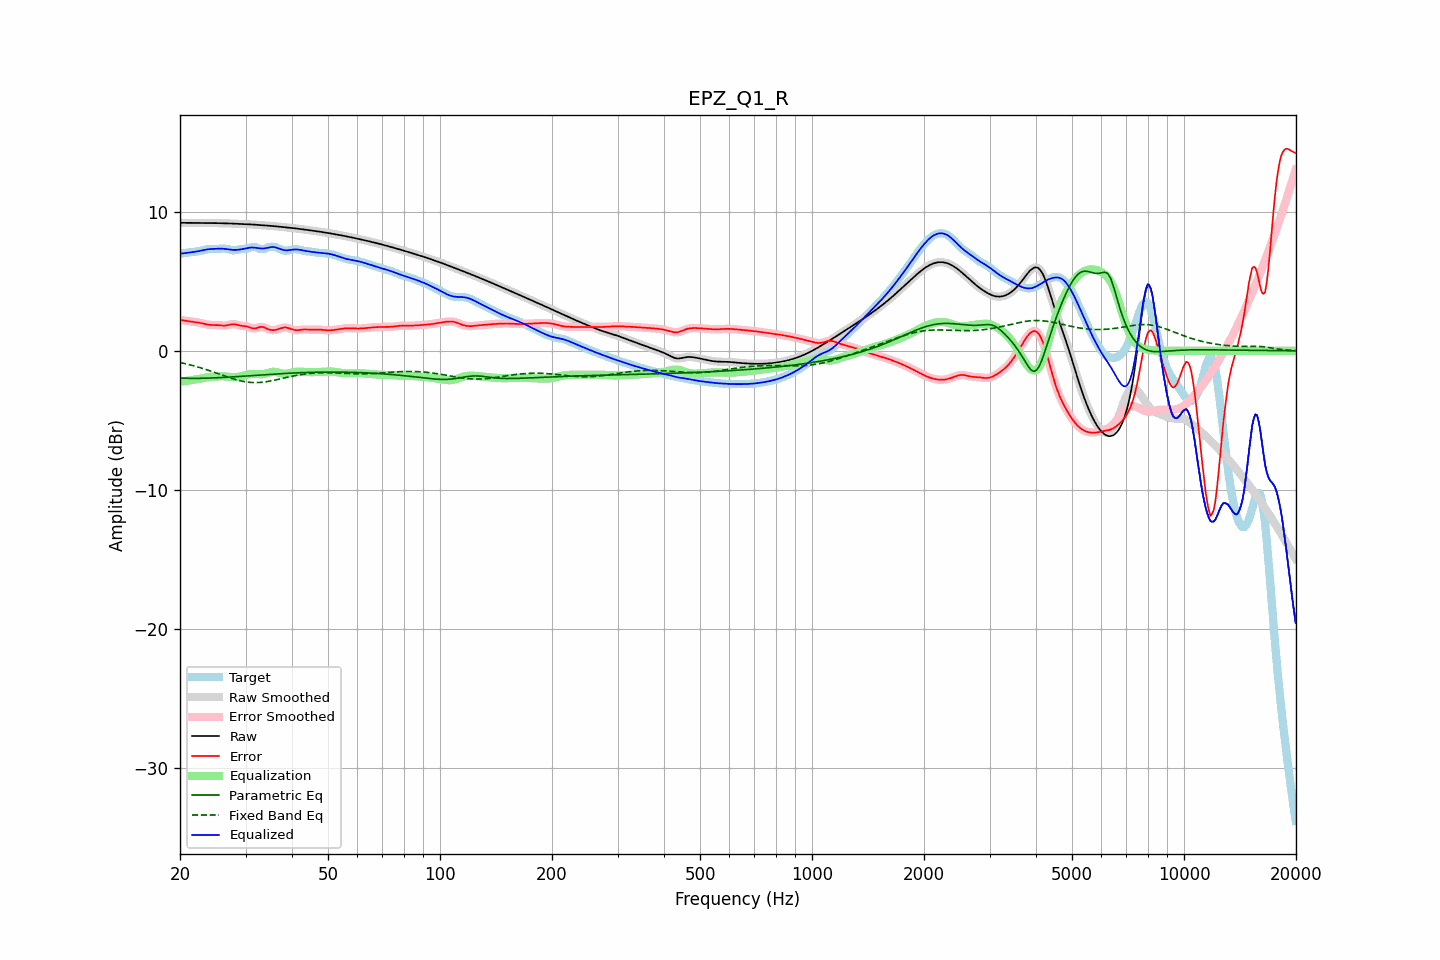 EPZ_Q1_R
Amplitude (dBr)
10
0
−10
−20
−30
Target
Raw Smoothed
Error Smoothed
Raw
Error
Equalization
Parametric Eq
Fixed Band Eq
Equalized
20 50 100 200 500 1000 2000 5000 10000 20000
Frequency (Hz)